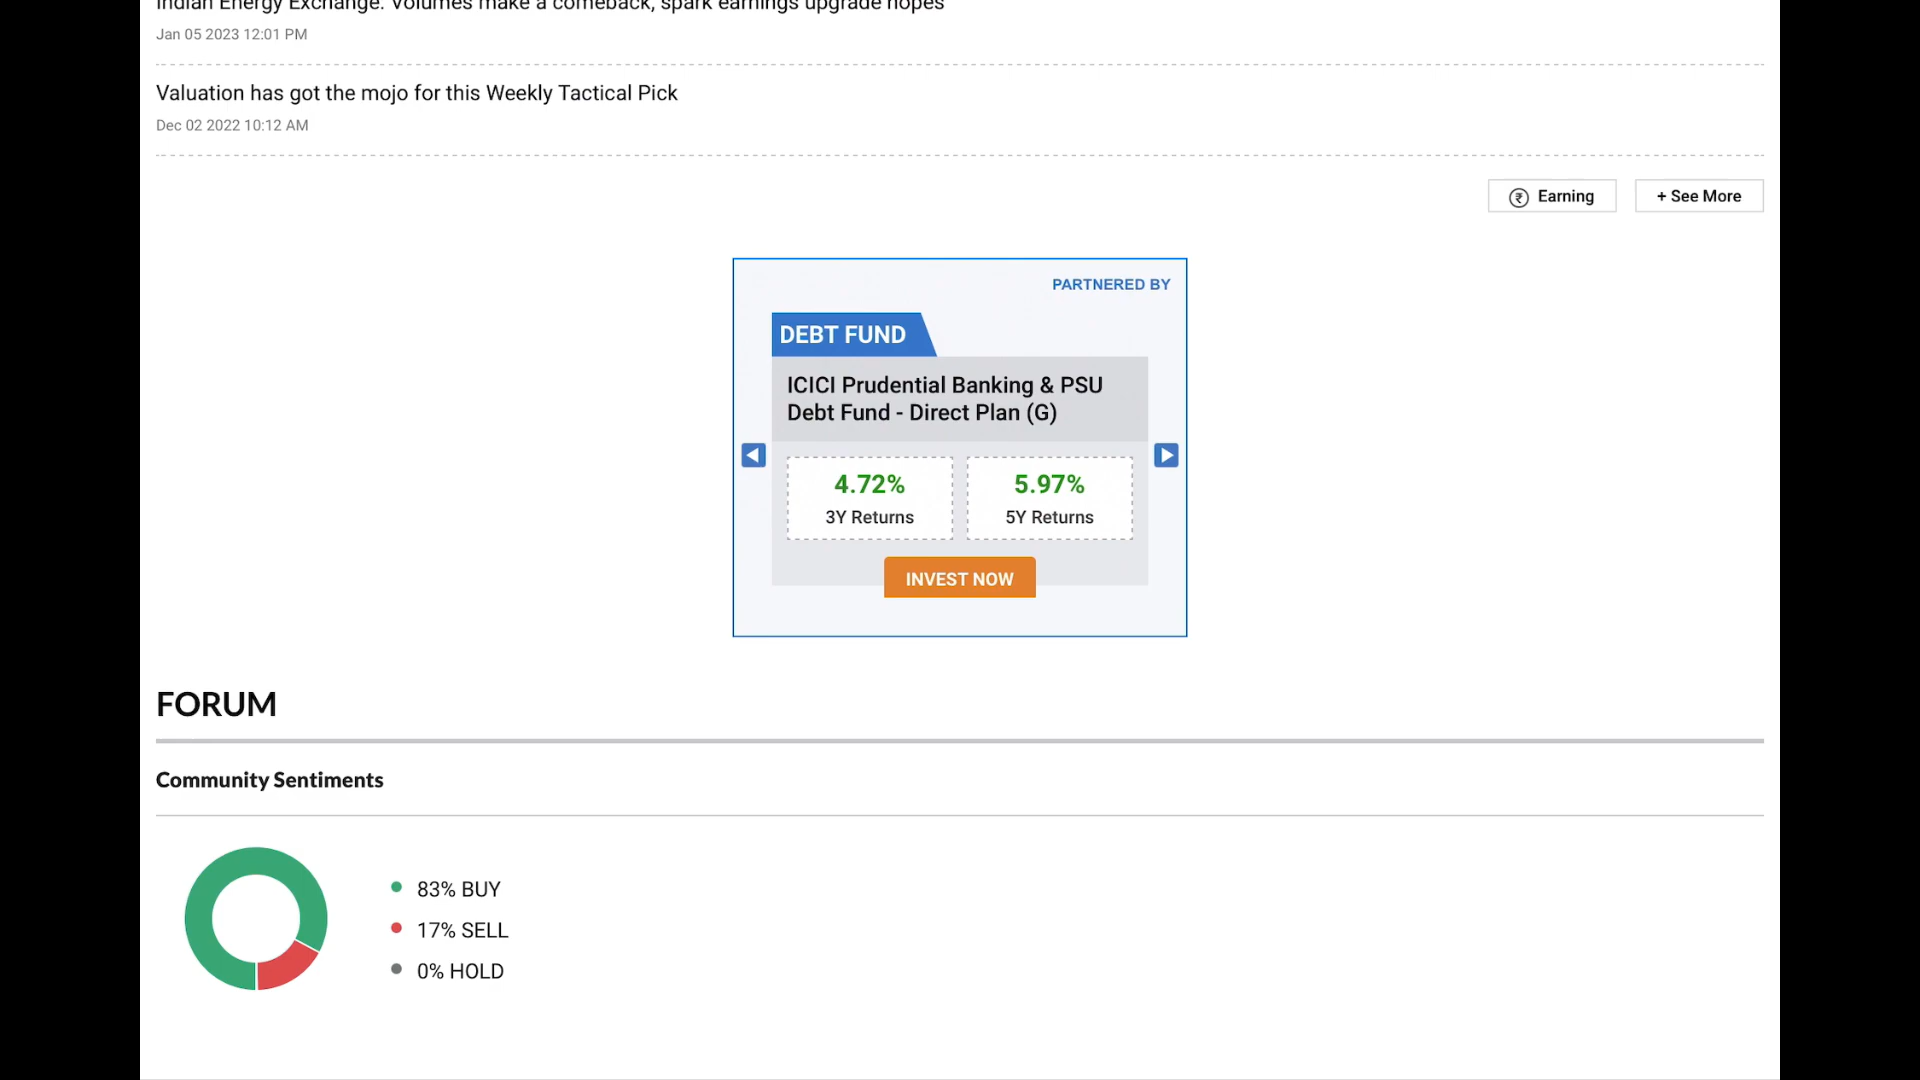 Indian Energy Exchange: Volumes make a comeback, spark earnings upgrade hopes
Jan 05 2023 12:01 PM
Valuation has got the mojo for this Weekly Tactical Pick
Dec 02 2022 10:12 AM
₹ Earning
+ See More
PARTNERED BY
DEBT FUND
ICICI Prudential Banking & PSU
Debt Fund - Direct Plan (G)
4.72%
3Y Returns
5.97%
5Y Returns
INVEST NOW
FORUM
Community Sentiments
83% BUY
17% SELL
0% HOLD